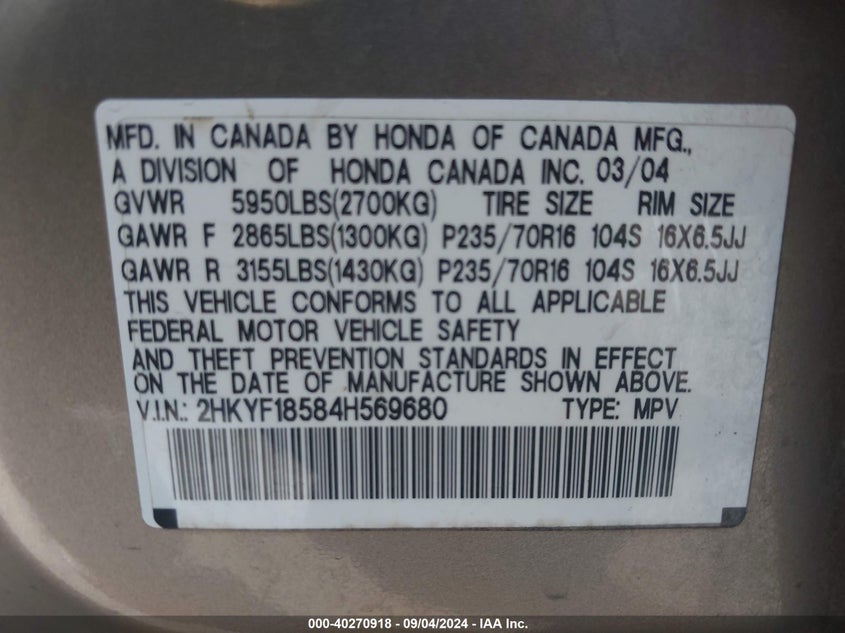 MFD. IN CANADA BY HONDA OF CANADA MFG.,
A DIVISION OF HONDA CANADA INC. 03/04
GVWR 5950LBS(2700KG) TIRE SIZE RIM SIZE
GAWR F 2865LBS(1300KG) P235/70R16 104S 16X6.5JJ
GAWR R 3155LBS(1430KG) P235/70R16 104S 16X6.5JJ
THIS VEHICLE CONFORMS TO ALL APPLICABLE
FEDERAL MOTOR VEHICLE SAFETY
AND THEFT PREVENTION STANDARDS IN EFFECT
ON THE DATE OF MANUFACTURE SHOWN ABOVE.
V.I.N.: 2HKYF18584H569680 TYPE: MPV
000-40270918 - 09/04/2024 - IAA Inc.